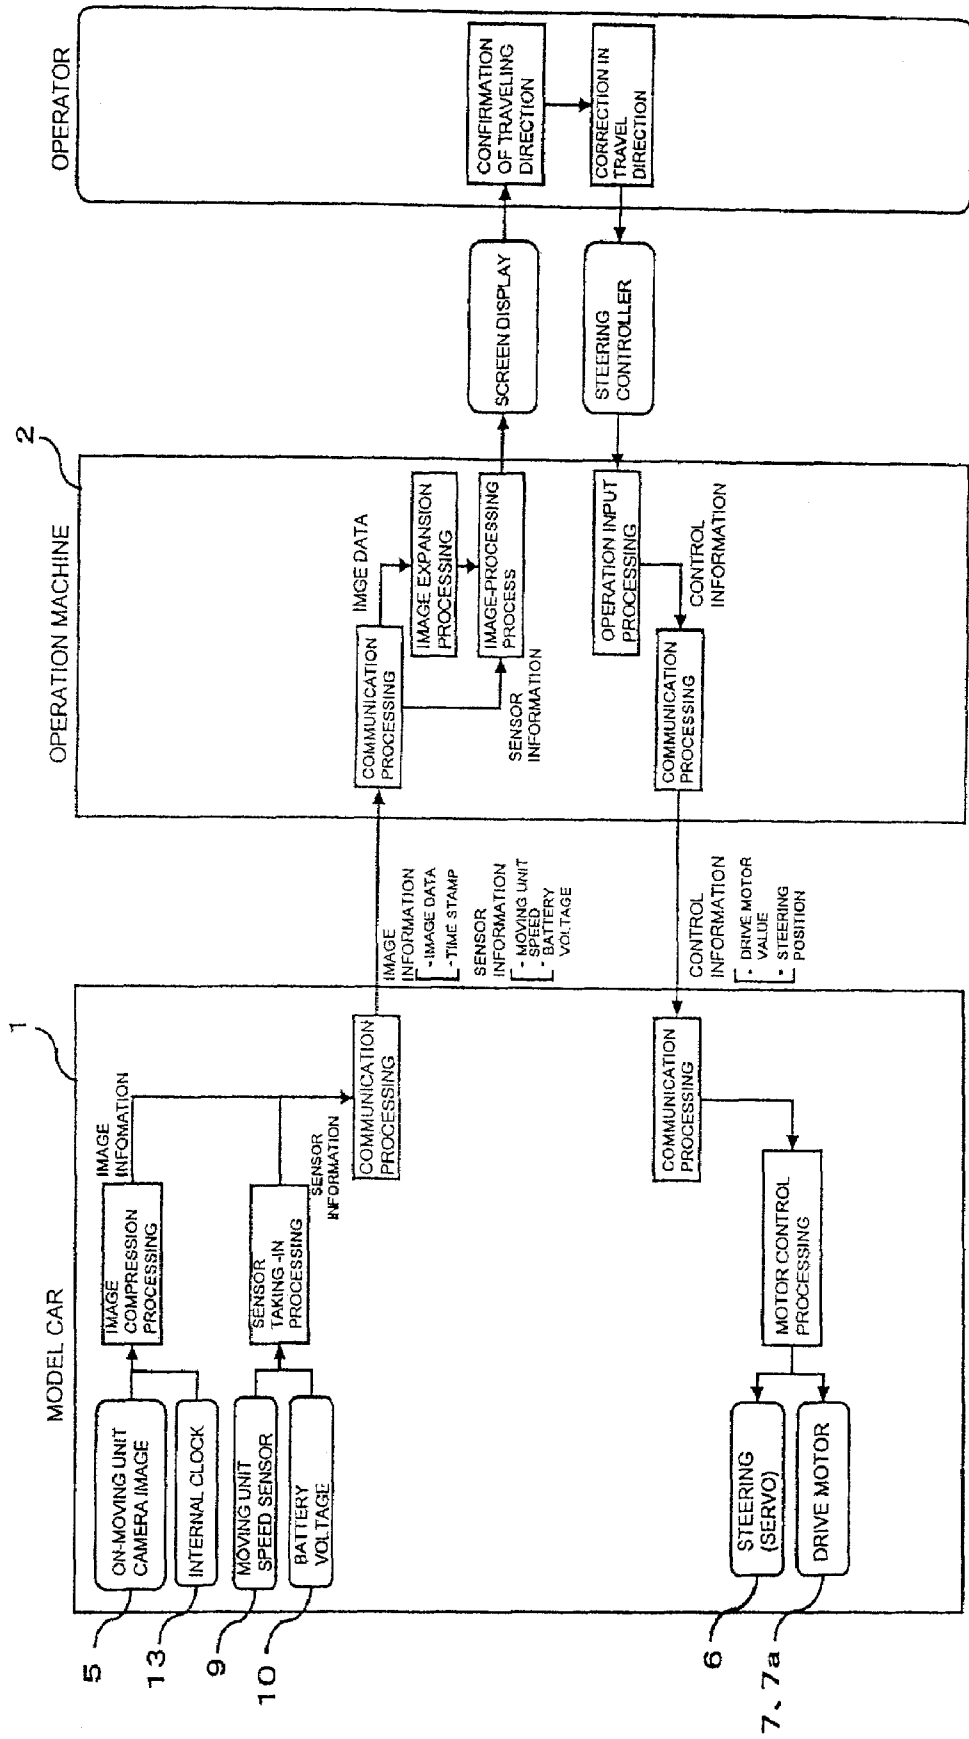 MODEL CAR
1
5
ON-MOVING UNIT
CAMERA IMAGE
13
INTERNAL CLOCK
9
MOVING UNIT
SPEED SENSOR
10
BATTERY
VOLTAGE
IMAGE
COMPRESSION
PROCESSING
IMAGE
INFOMATION
SENSOR
TAKING -IN
PROCESSING
SENSOR
INFORMATION
COMMUNICATION
PROCESSING
6
STEERING
(SERVO)
7、7a
DRIVE MOTOR
MOTOR CONTROL
PROCESSING
COMMUNICATION
PROCESSING
IMAGE
INFORMATION
- IMAGE DATA
- TIME STAMP
SENSOR
INFORMATION
- MOVING UNIT
SPEED
- BATTERY
VOLTAGE
CONTROL
INFORMATION
- DRIVE MOTOR
VALUE
- STEERING
POSITION
OPERATION MACHINE
2
COMMUNICATION
PROCESSING
IMGE DATA
IMAGE EXPANSION
PROCESSING
IMAGE-PROCESSING
PROCESS
SENSOR
INFORMATION
OPERATION INPUT
PROCESSING
CONTROL
INFORMATION
COMMUNICATION
PROCESSING
SCREEN DISPLAY
STEERING
CONTROLLER
OPERATOR
CONFIRMATION
OF TRAVELING
DIRECTION
CORRECTION IN
TRAVEL
DIRECTION